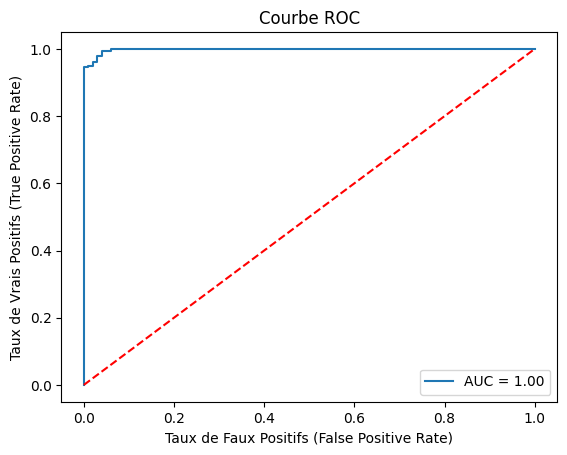 Courbe ROC
Taux de Vrais Positifs (True Positive Rate)
1.0
0.8
0.6
0.4
0.2
0.0
0.0 0.2 0.4 0.6 0.8 1.0
AUC = 1.00
Taux de Faux Positifs (False Positive Rate)